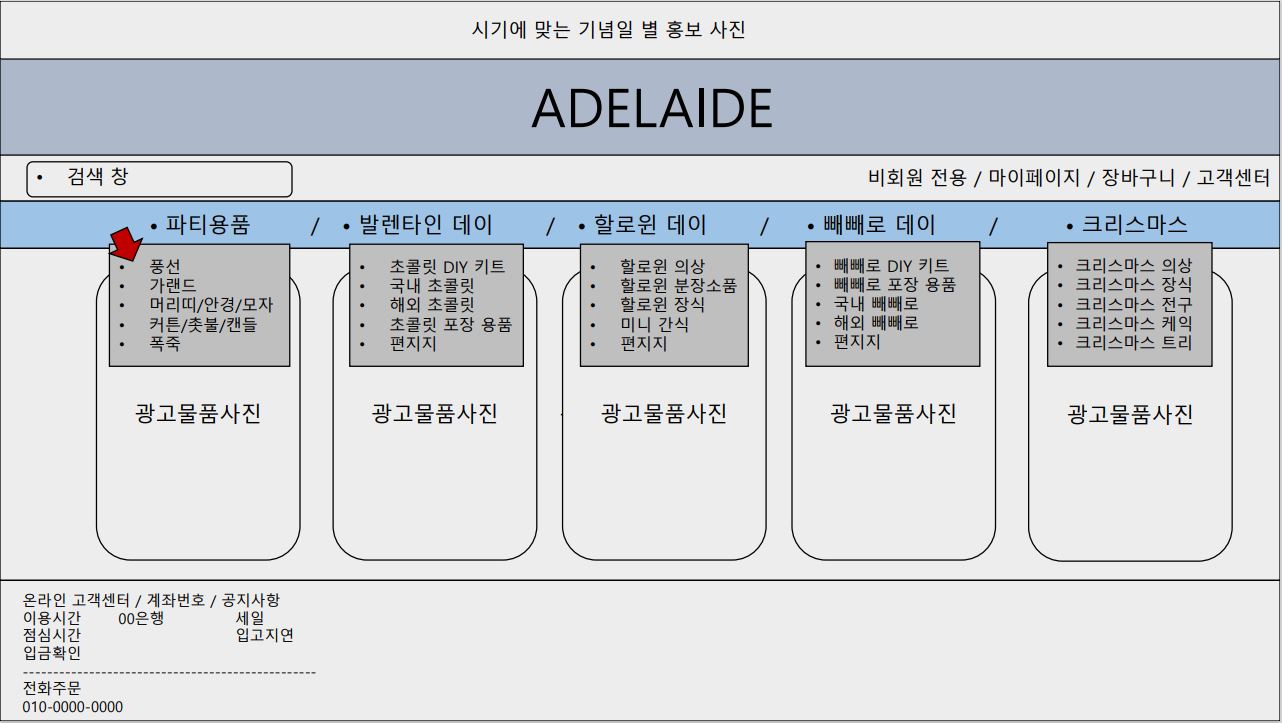 시기에 맞는 기념일 별 홍보 사진
ADELAIDE
• 검색 창
비회원 전용 / 마이페이지 / 장바구니 / 고객센터
• 파티용품 / • 발렌타인 데이 / • 할로윈 데이 / • 빼빼로 데이 / • 크리스마스
• 풍선
• 가랜드
• 머리띠/안경/모자
• 커튼/촛불/캔들
• 폭죽
• 초콜릿 DIY 키트
• 국내 초콜릿
• 해외 초콜릿
• 초콜릿 포장 용품
• 편지지
• 할로윈 의상
• 할로윈 분장소품
• 할로윈 장식
• 미니 간식
• 편지지
• 빼빼로 DIY 키트
• 빼빼로 포장 용품
• 국내 빼빼로
• 해외 빼빼로
• 편지지
• 크리스마스 의상
• 크리스마스 장식
• 크리스마스 전구
• 크리스마스 케익
• 크리스마스 트리
광고물품사진
광고물품사진
광고물품사진
광고물품사진
광고물품사진
온라인 고객센터 / 계좌번호 / 공지사항
이용시간 00은행 세일
점심시간 입고지연
입금확인
------------------------------------------------
전화주문
010-0000-0000